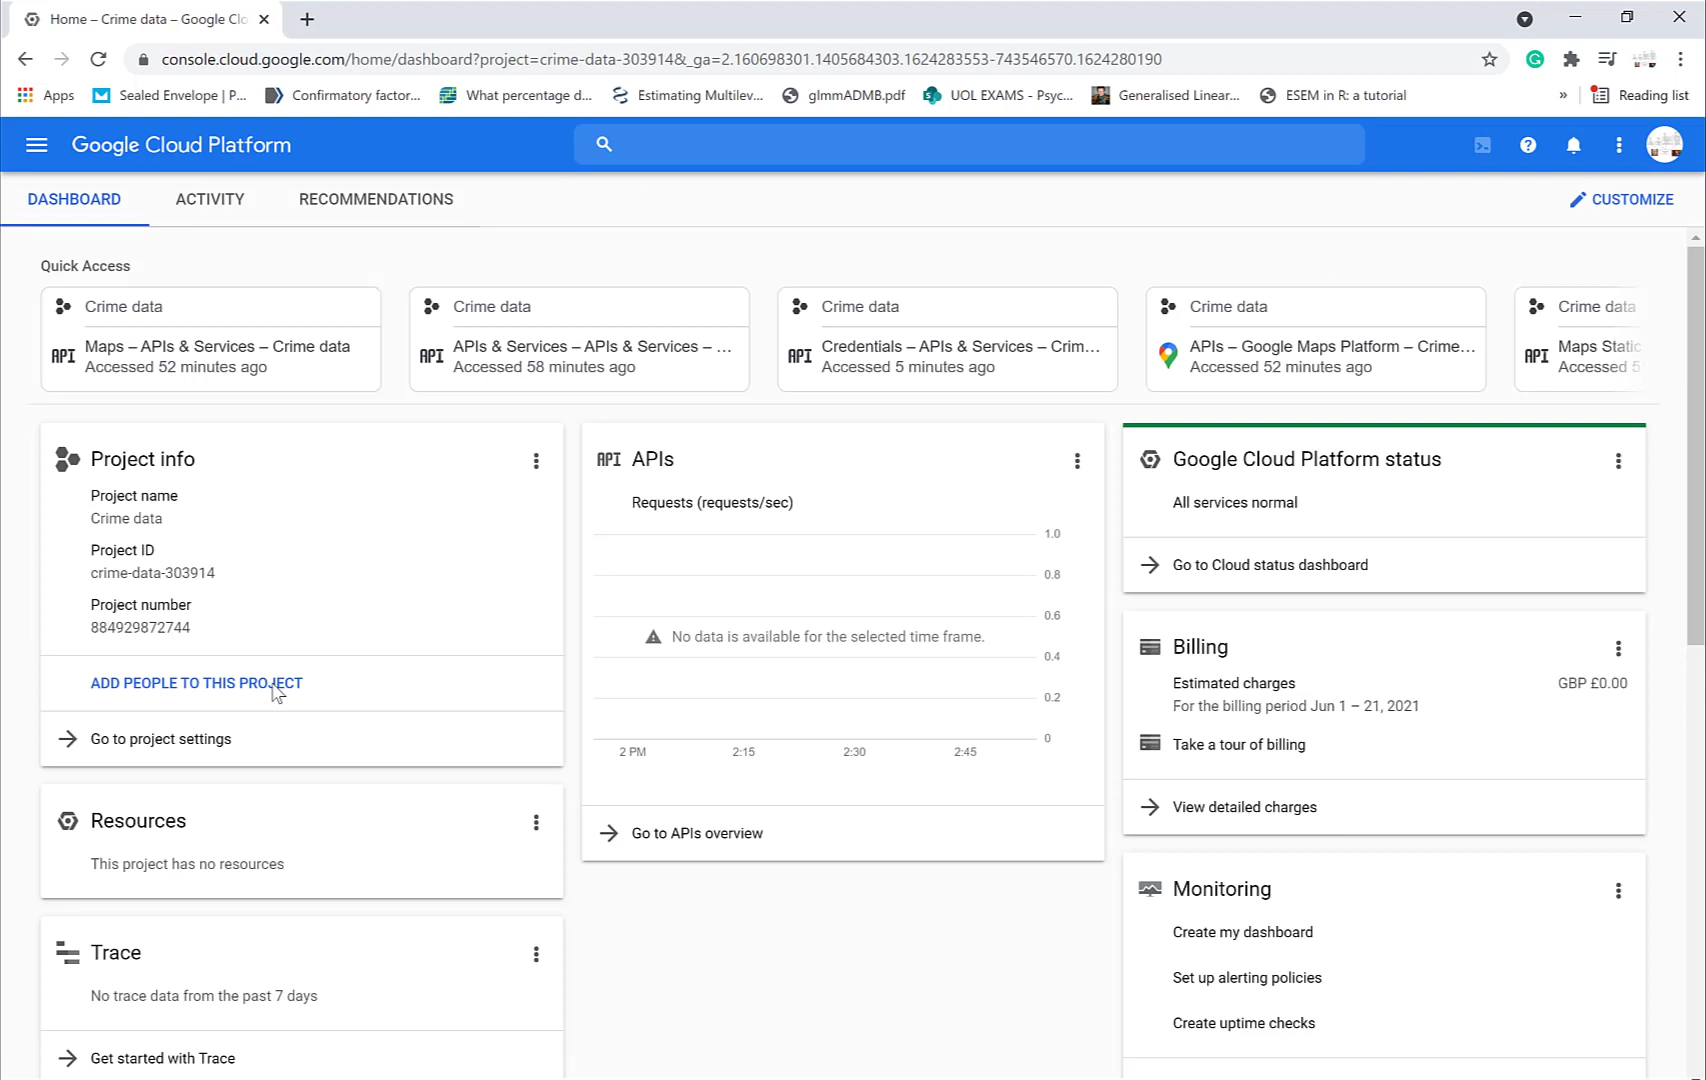 Home – Crime data – Google Clo
console.cloud.google.com/home/dashboard?project=crime-data-303914&_ga=2.160698301.1405684303.1624283553-743546570.1624280190
Apps
Sealed Envelope | P...
Confirmatory factor...
What percentage d...
Estimating Multilev...
glmmADMB.pdf
UOL EXAMS - Psyc...
Generalised Linear...
ESEM in R: a tutorial
»
Reading list
Google Cloud Platform
DASHBOARD
ACTIVITY
RECOMMENDATIONS
CUSTOMIZE
Quick Access
Crime data
API
Maps – APIs & Services – Crime data
Accessed 52 minutes ago
Crime data
API
APIs & Services – APIs & Services – ...
Accessed 58 minutes ago
Crime data
API
Credentials – APIs & Services – Crim...
Accessed 5 minutes ago
Crime data
APIs – Google Maps Platform – Crime...
Accessed 52 minutes ago
Crime data
API
Maps Static
Accessed 5
Project info
Project name
Crime data
Project ID
crime-data-303914
Project number
884929872744
ADD PEOPLE TO THIS PROJECT
Go to project settings
Resources
This project has no resources
Trace
No trace data from the past 7 days
Get started with Trace
API APIs
Requests (requests/sec)
1.0
0.8
0.6
No data is available for the selected time frame.
0.4
0.2
0
2 PM
2:15
2:30
2:45
Go to APIs overview
Google Cloud Platform status
All services normal
Go to Cloud status dashboard
Billing
Estimated charges
GBP £0.00
For the billing period Jun 1 – 21, 2021
Take a tour of billing
View detailed charges
Monitoring
Create my dashboard
Set up alerting policies
Create uptime checks